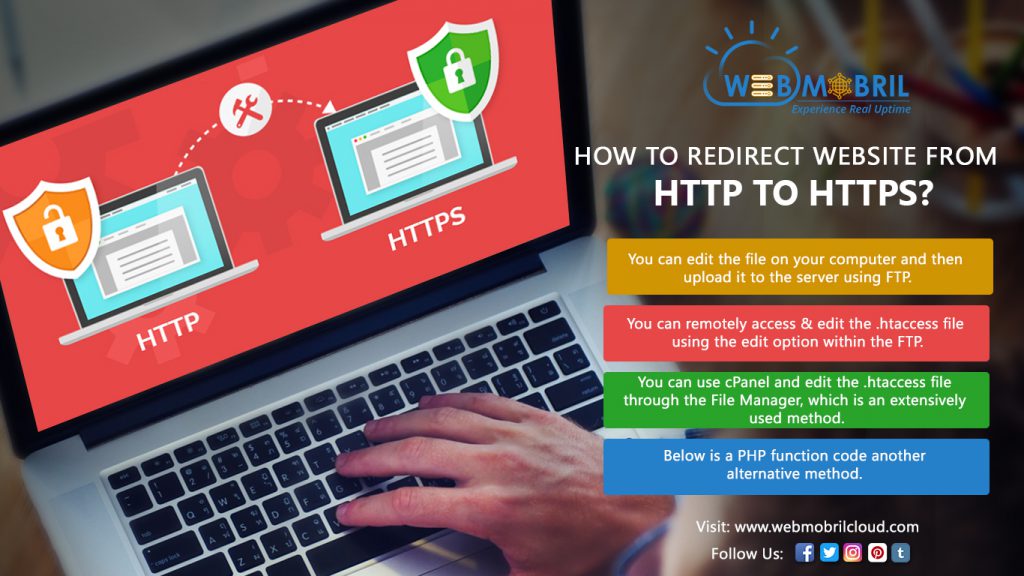 WEBMOBRIL
Experience Real Uptime
HOW TO REDIRECT WEBSITE FROM
HTTP TO HTTPS?
You can edit the file on your computer and then
upload it to the server using FTP.
You can remotely access & edit the .htaccess file
using the edit option within the FTP.
You can use cPanel and edit the .htaccess file
through the File Manager, which is an extensively
used method.
Below is a PHP function code another
alternative method.
Visit: www.webmobrilcloud.com
Follow Us:
HTTPS
HTTP